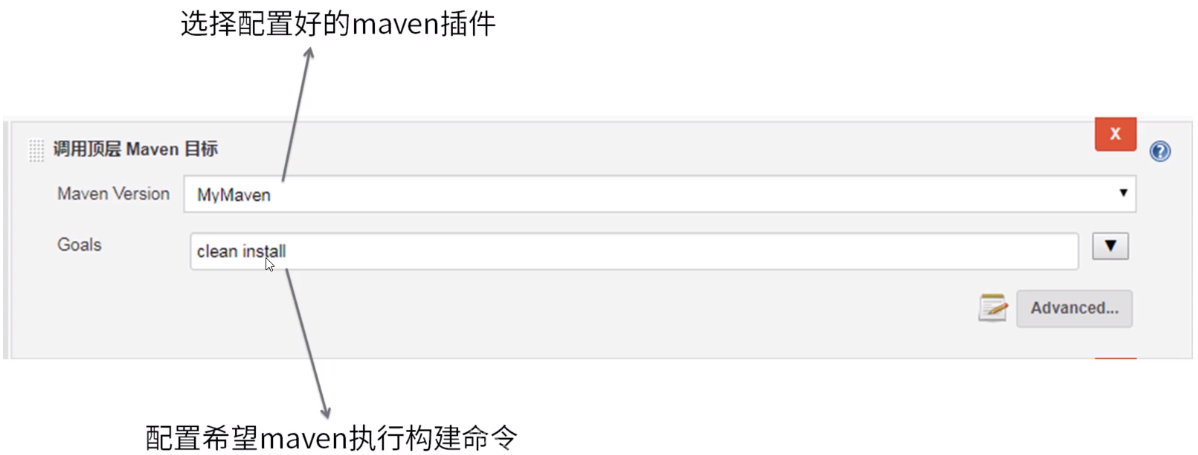 选择配置好的maven插件
X
调用顶层 Maven 目标
Maven Version MyMaven
Goals clean install
Advanced...
配置希望maven执行构建命令